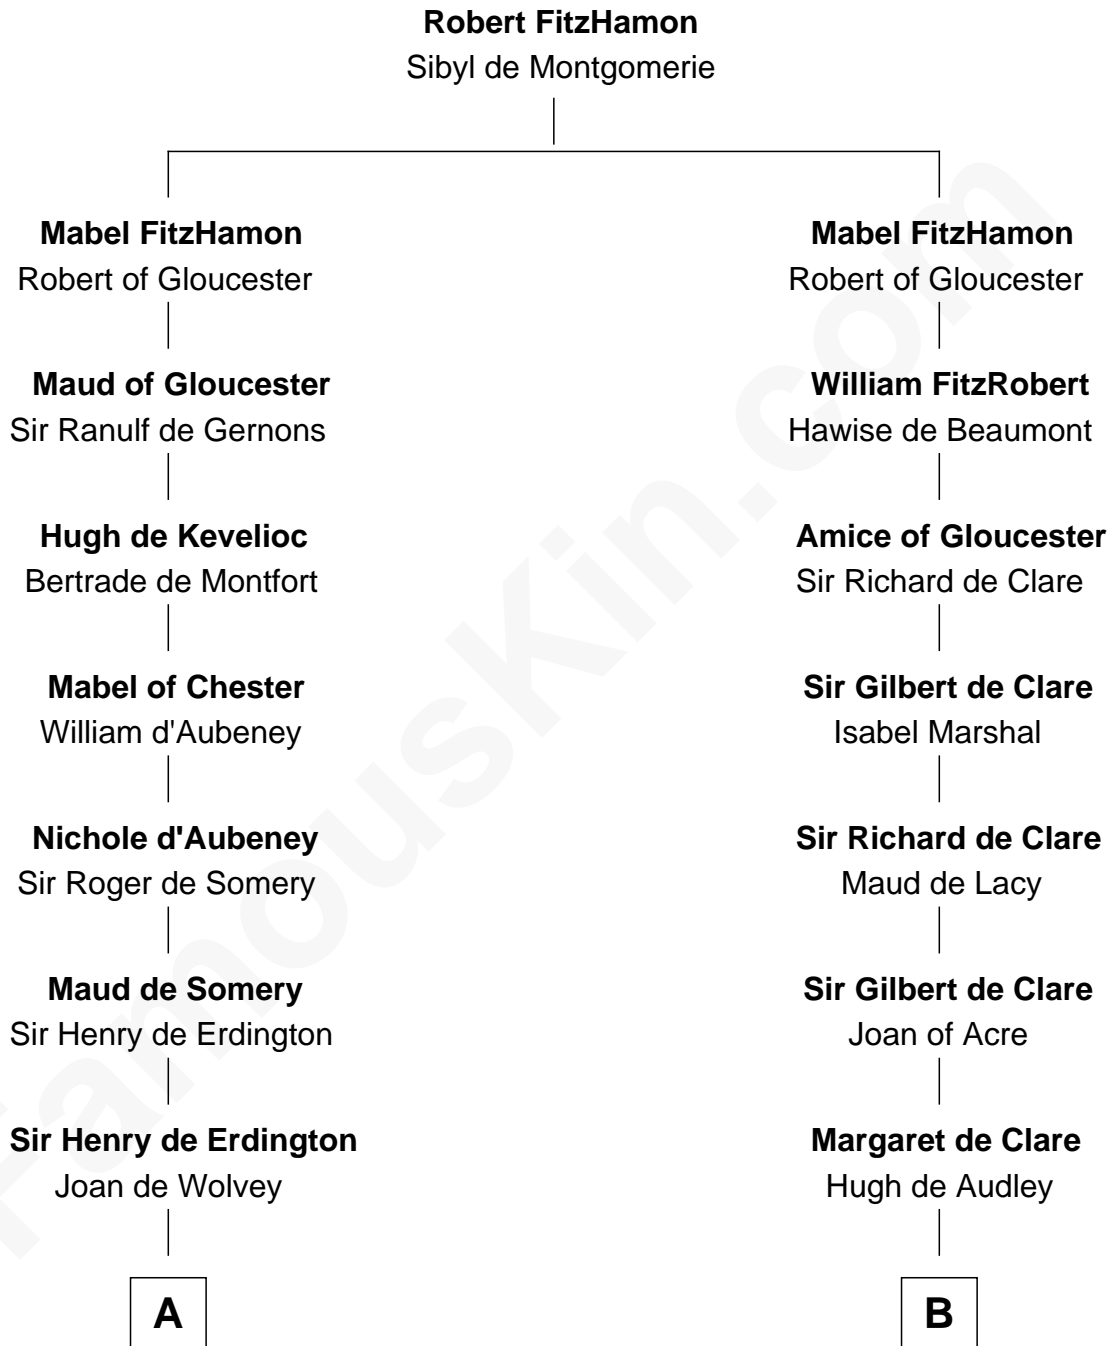 Robert FitzHamon
Sibyl de Montgomerie
Mabel FitzHamon
Robert of Gloucester
Maud of Gloucester
Sir Ranulf de Gernons
Hugh de Kevelioc
Bertrade de Montfort
Mabel of Chester
William d'Aubeney
Nichole d'Aubeney
Sir Roger de Somery
Maud de Somery
Sir Henry de Erdington
Sir Henry de Erdington
Joan de Wolvey
A
Mabel FitzHamon
Robert of Gloucester
William FitzRobert
Hawise de Beaumont
Amice of Gloucester
Sir Richard de Clare
Sir Gilbert de Clare
Isabel Marshal
Sir Richard de Clare
Maud de Lacy
Sir Gilbert de Clare
Joan of Acre
Margaret de Clare
Hugh de Audley
B
FamousKin.com